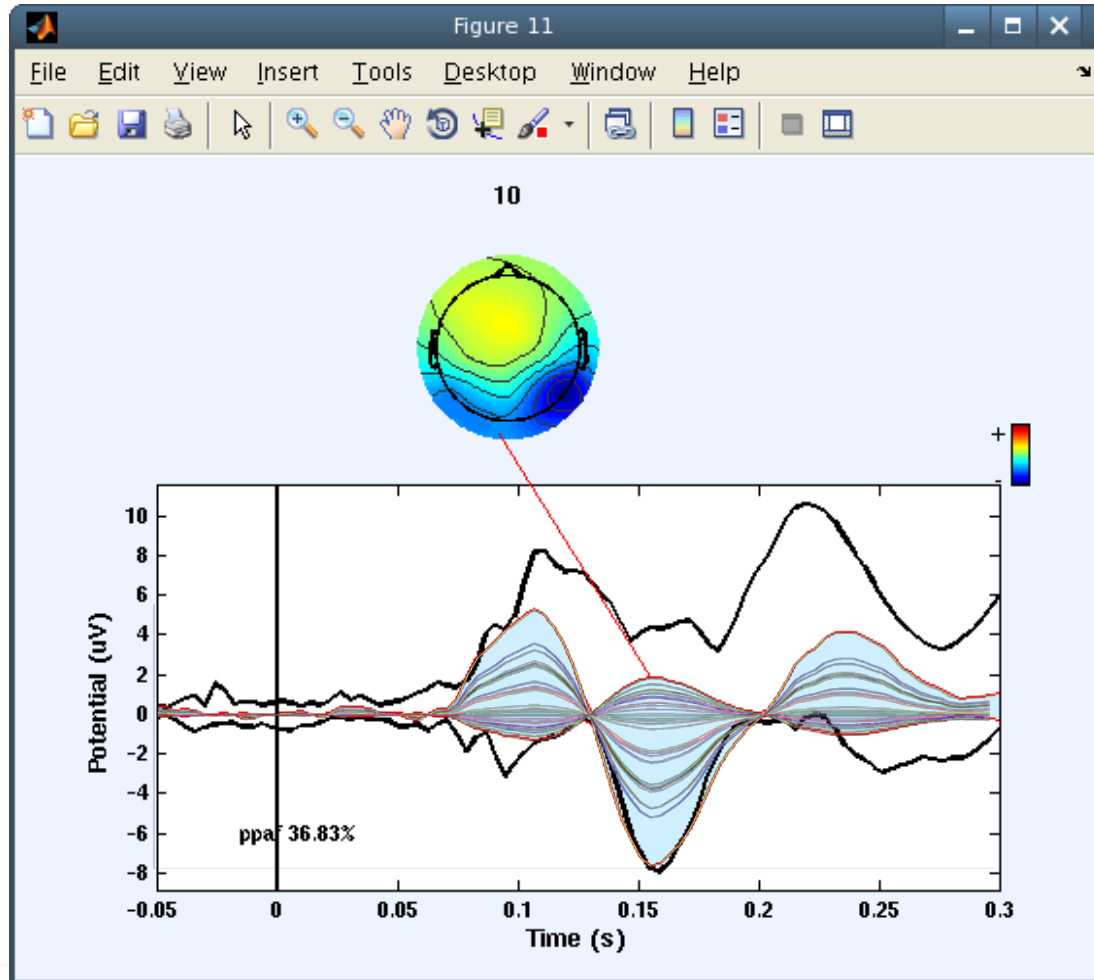 Figure 11
File Edit View Insert Tools Desktop Window Help
10
+
-
10
8
6
4
2
0
-2
-4
-6
-8
Potential (uV)
ppaf 36.83%
-0.05 0 0.05 0.1 0.15 0.2 0.25 0.3
Time (s)